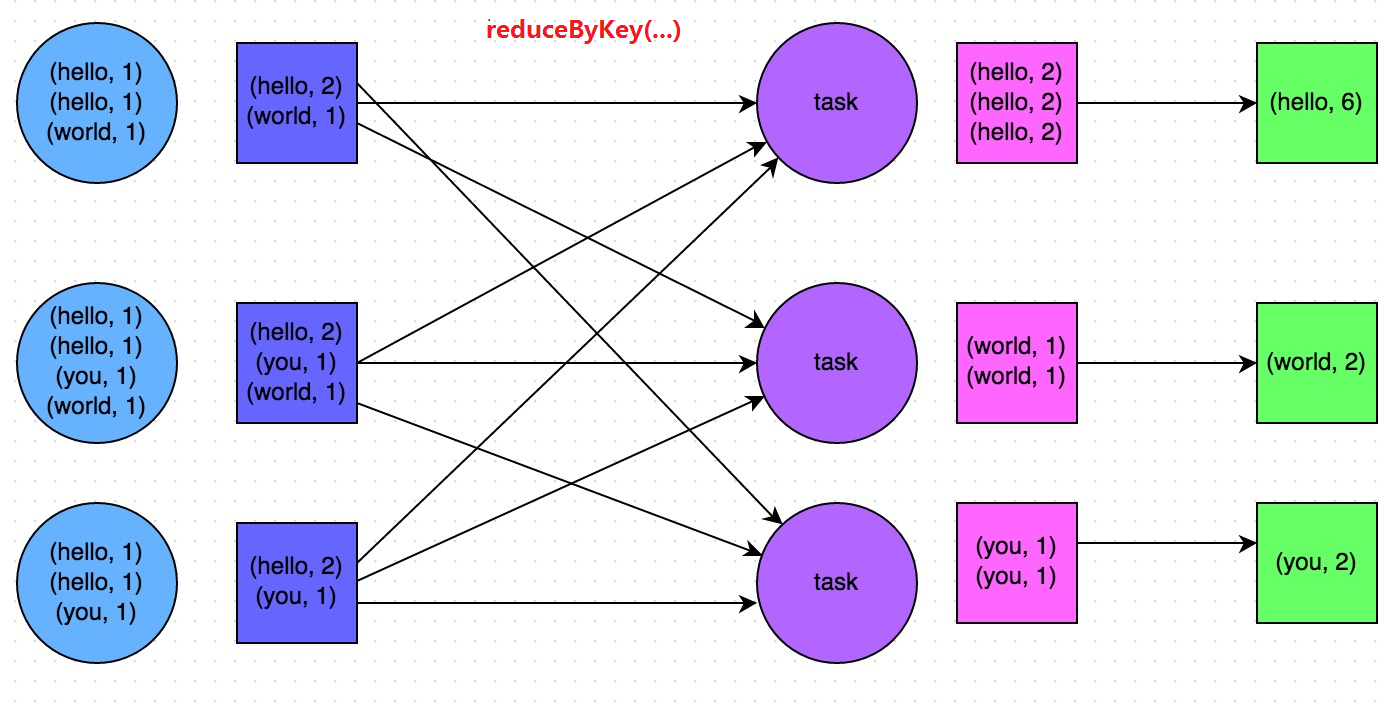 reduceByKey(...)
(hello, 1)
(hello, 1)
(world, 1)
(hello, 2)
(world, 1)
task
(hello, 2)
(hello, 2)
(hello, 2)
(hello, 6)
(hello, 1)
(hello, 1)
(you, 1)
(world, 1)
(hello, 2)
(you, 1)
(world, 1)
task
(world, 1)
(world, 1)
(world, 2)
(hello, 1)
(hello, 1)
(you, 1)
(hello, 2)
(you, 1)
task
(you, 1)
(you, 1)
(you, 2)